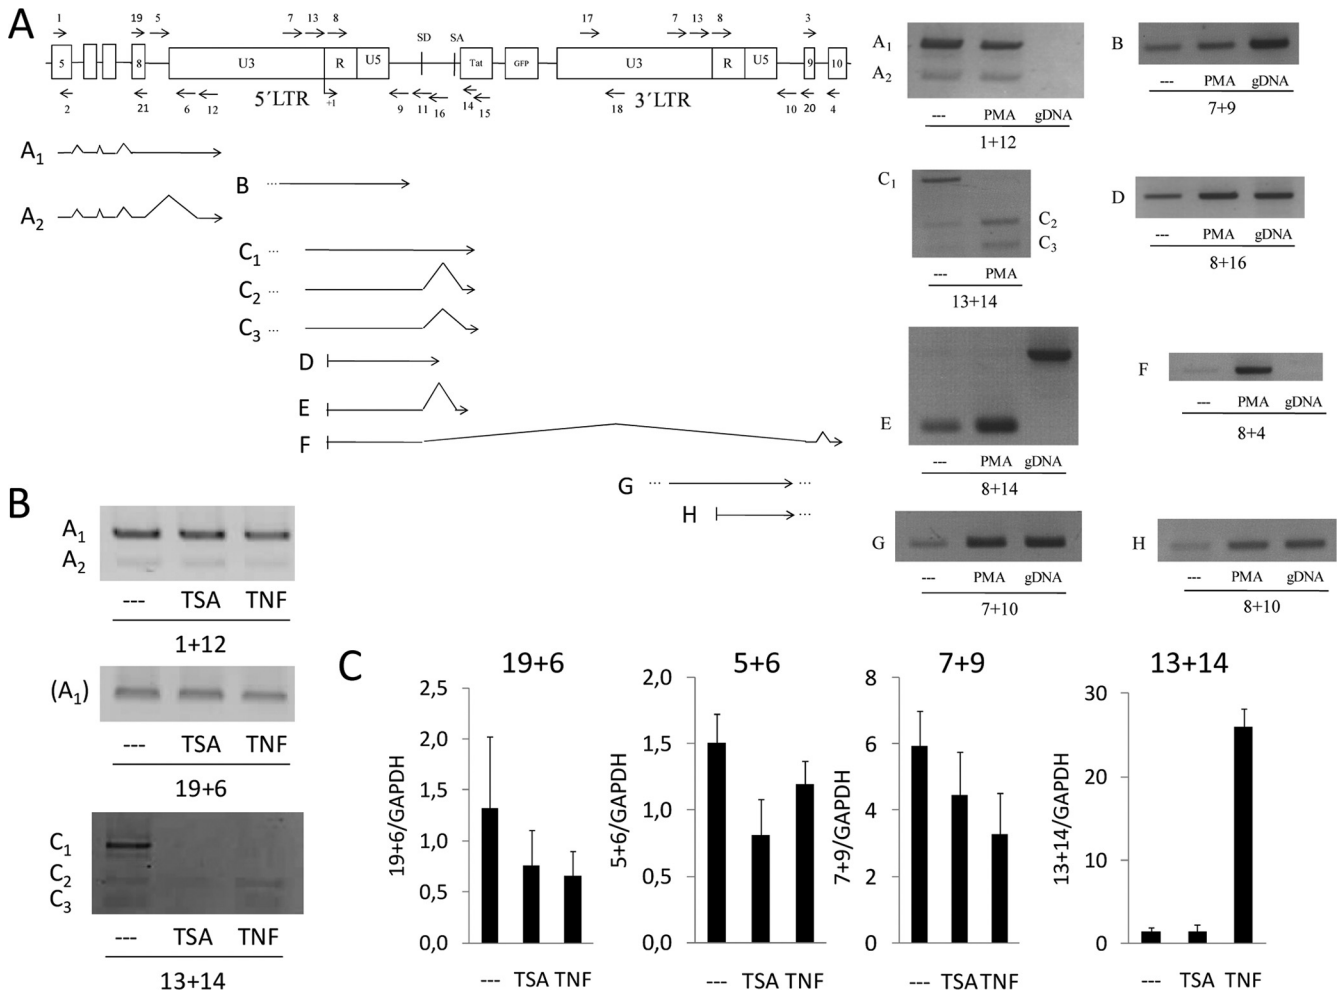 A
1 19 5 7 13 8 17 7 13 8 3
SD SA
5 8 U3 R U5 Tat GFP U3 R U5 9 10
2 21 6 12 5´LTR +1 9 11 16 14 15 18 3´LTR 10 20 4
A1
A2
B ...
C1 ...
C2 ...
C3 ...
D
E
F
G ... ...
H ...
A1
A2
--- PMA gDNA
1+12
B
--- PMA gDNA
7+9
C1
C2
C3
--- PMA
13+14
D
--- PMA gDNA
8+16
E
--- PMA gDNA
8+14
F
--- PMA gDNA
8+4
G
--- PMA gDNA
7+10
H
--- PMA gDNA
8+10
B
A1
A2
--- TSA TNF
1+12
(A1)
--- TSA TNF
19+6
C1
C2
C3
--- TSA TNF
13+14
C
19+6
19+6/GAPDH
2,5
2,0
1,5
1,0
0,5
0,0
--- TSA TNF
5+6
5+6/GAPDH
2,0
1,5
1,0
0,5
0,0
--- TSA TNF
7+9
7+9/GAPDH
8
6
4
2
0
--- TSA TNF
13+14
13+14/GAPDH
30
20
10
0
--- TSA TNF